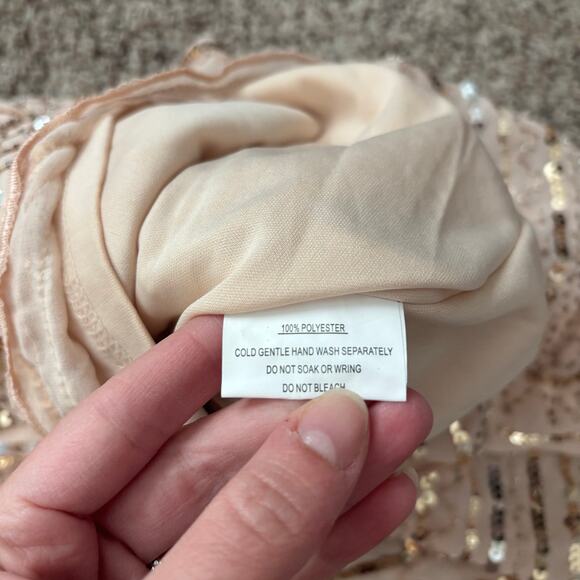 100% POLYESTER
COLD GENTLE HAND WASH SEPARATELY
DO NOT SOAK OR WRING
DO NOT BLEACH